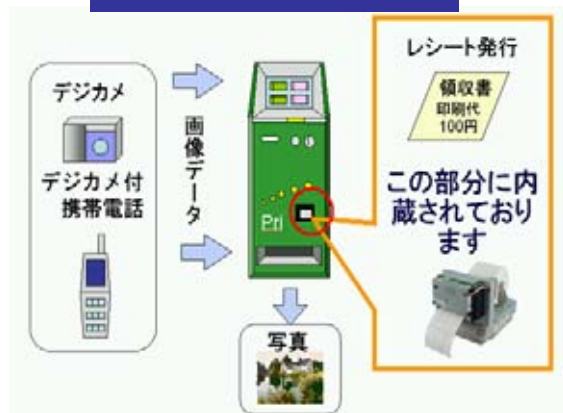 デジカメ
デジカメ付
携帯電話
画像データ
Pri
写真
レシート発行
領収書
印刷代
100円
この部分に内
蔵されており
ます